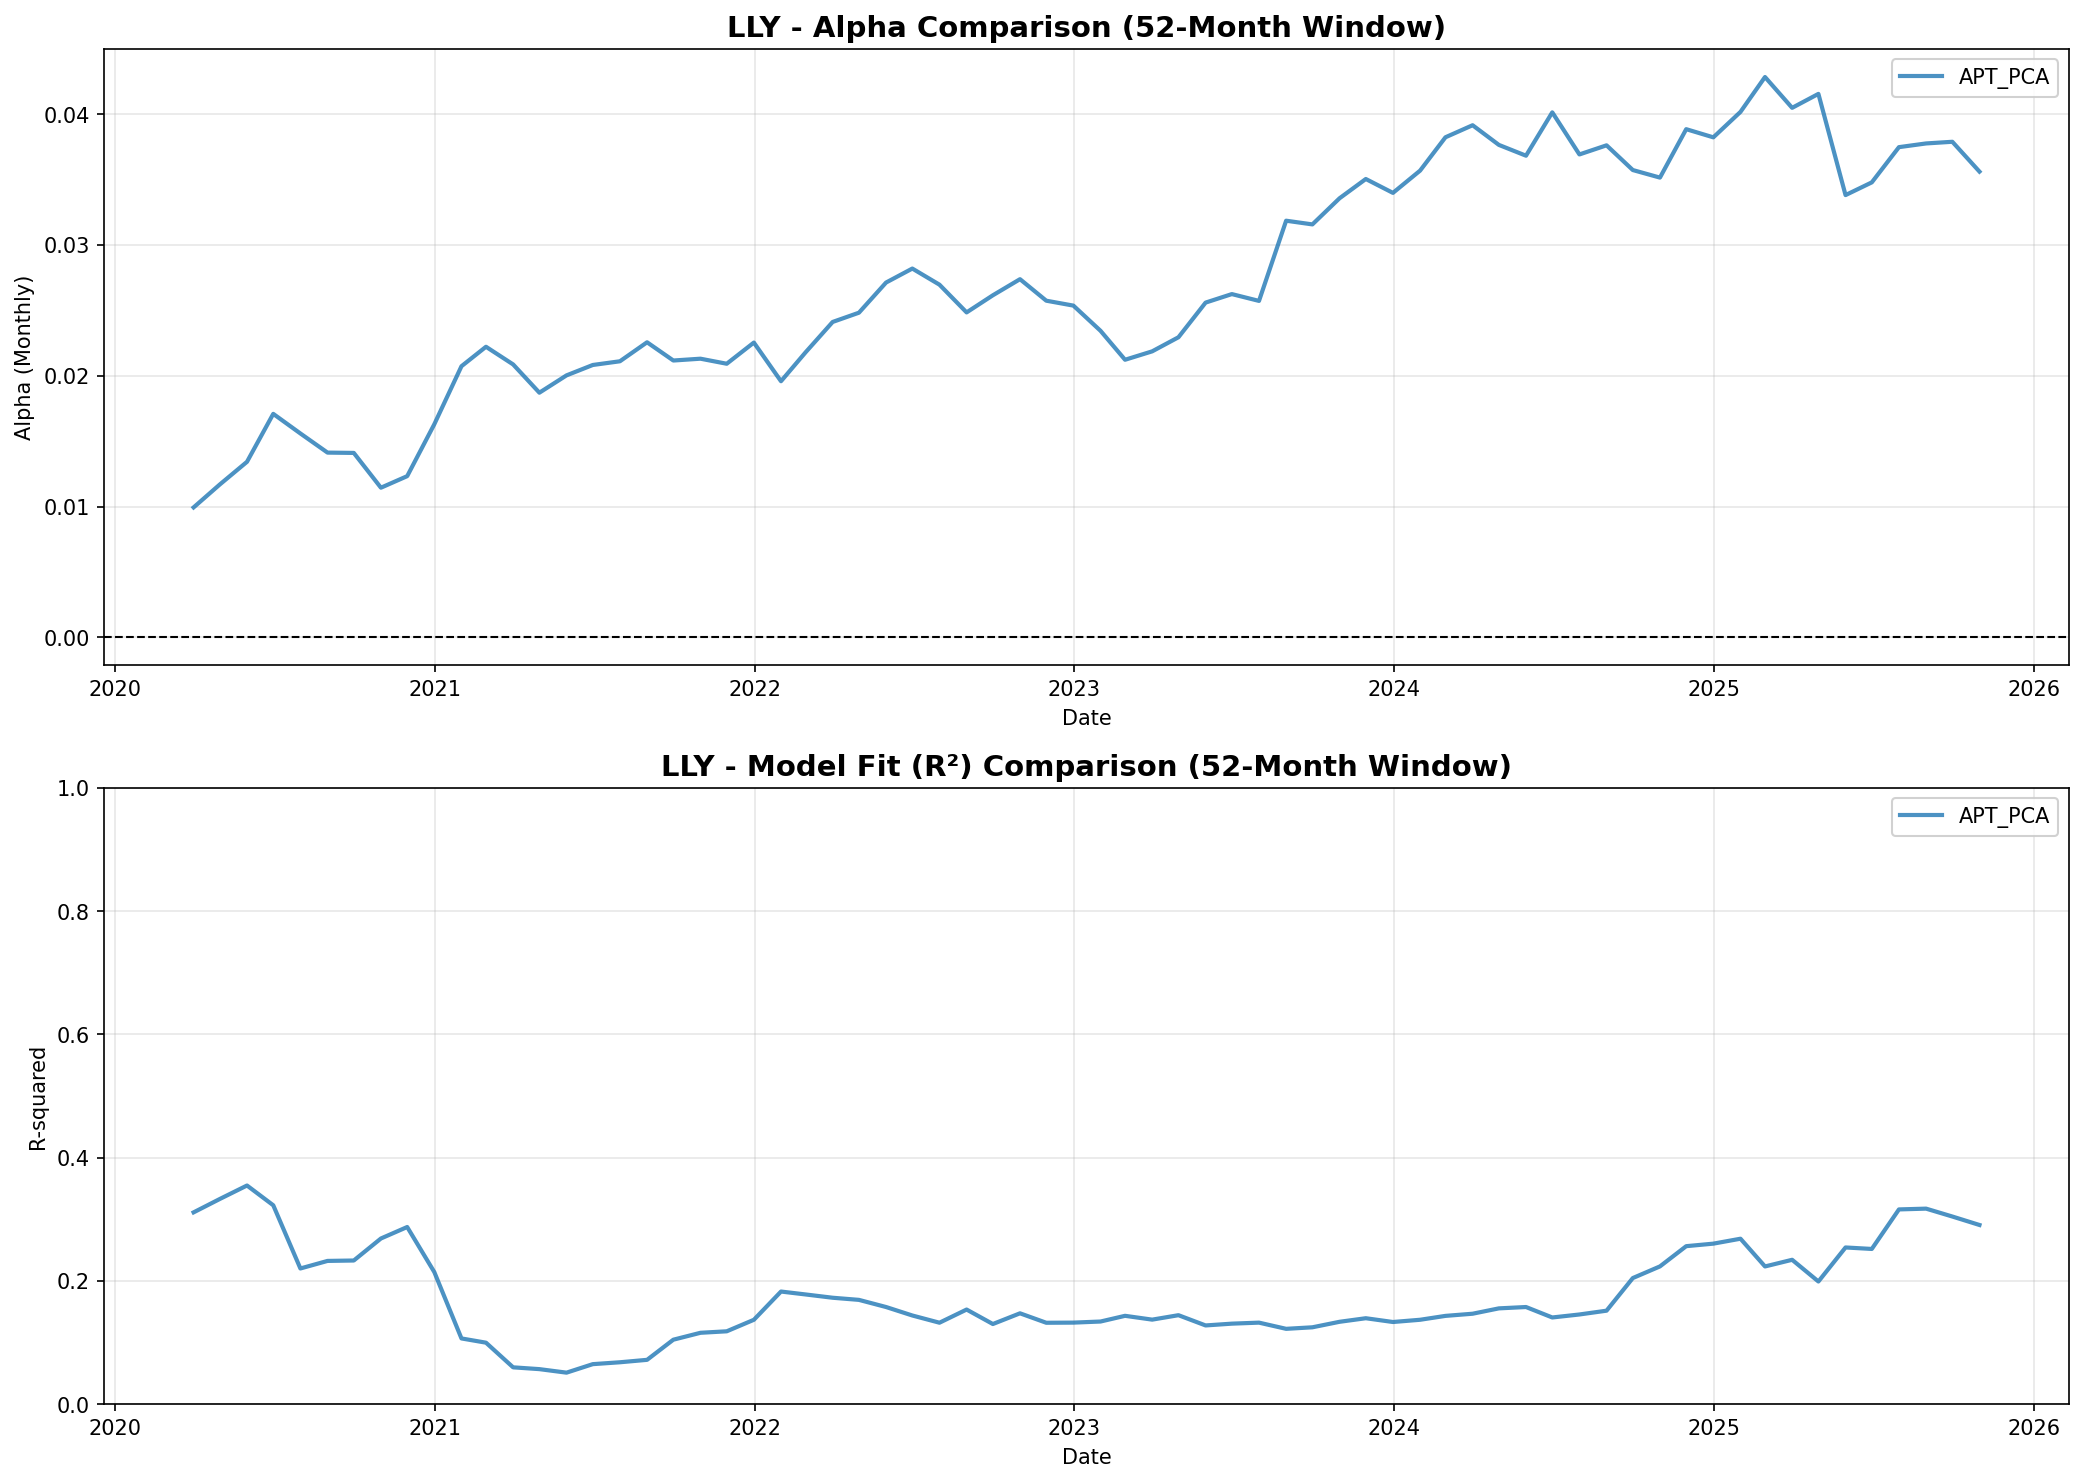 LLY - Alpha Comparison (52-Month Window)
APT_PCA
Alpha (Monthly)
0.04
0.03
0.02
0.01
0.00
2020 2021 2022 2023 2024 2025 2026
Date
LLY - Model Fit (R²) Comparison (52-Month Window)
APT_PCA
R-squared
1.0
0.8
0.6
0.4
0.2
0.0
2020 2021 2022 2023 2024 2025 2026
Date